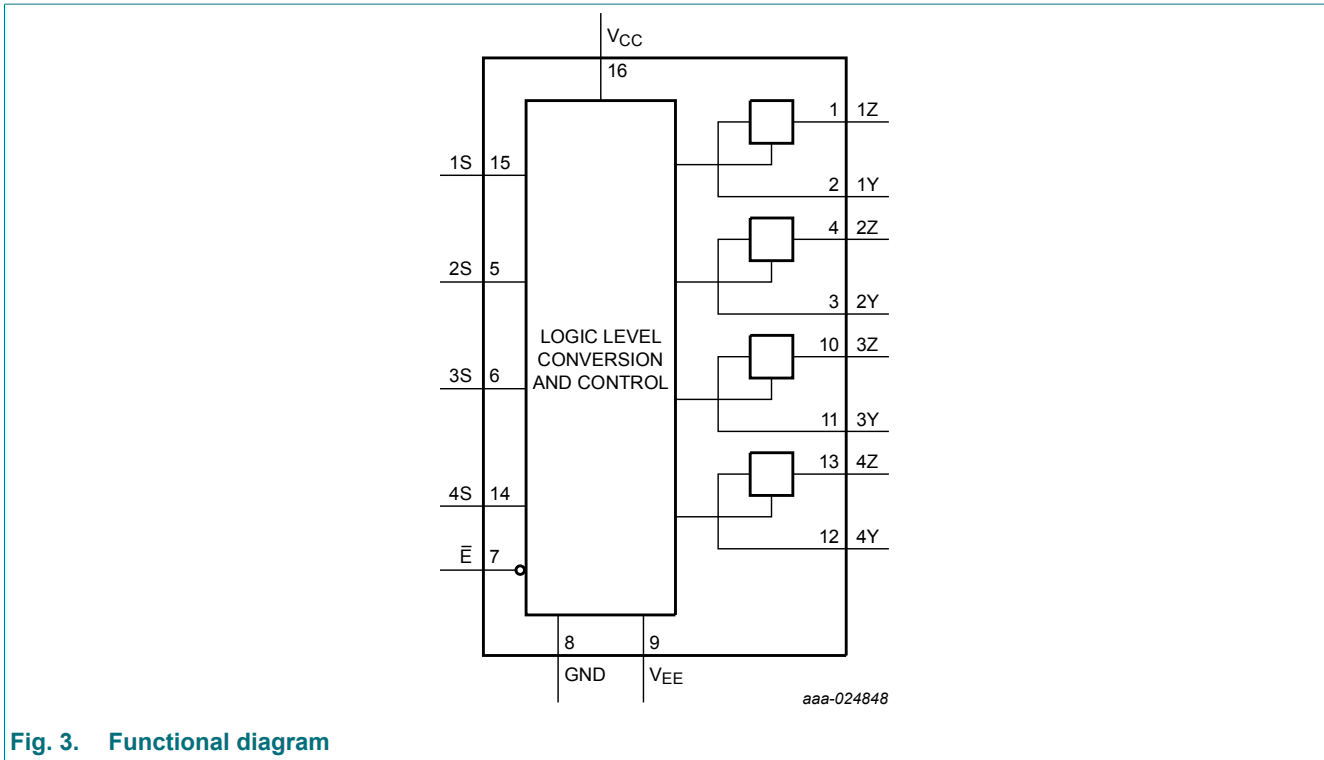 VCC
16
1 1Z
1S 15
2 1Y
4 2Z
2S 5
3 2Y
LOGIC LEVEL
CONVERSION
AND CONTROL
10 3Z
3S 6
11 3Y
13 4Z
4S 14
12 4Y
E̅ 7
8 9
GND VEE
aaa-024848
Fig. 3. Functional diagram